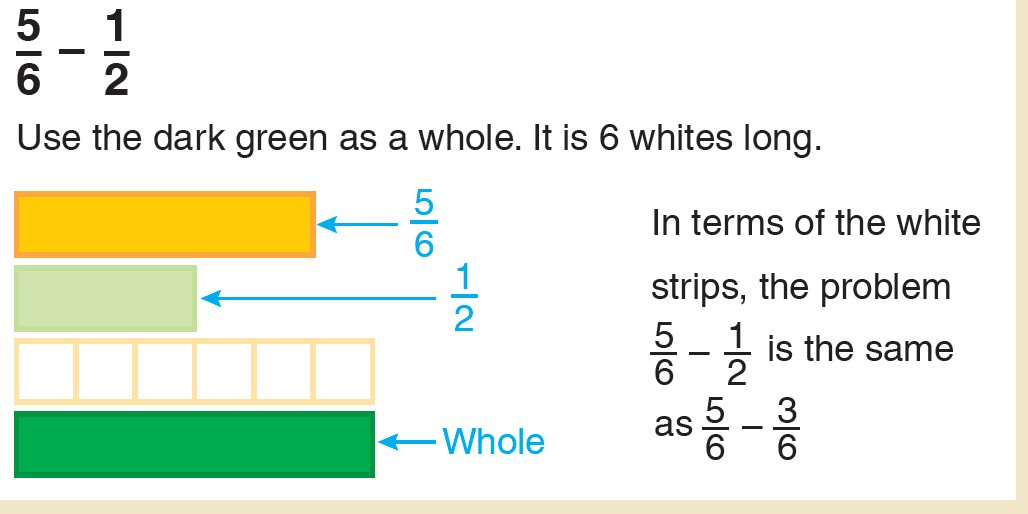 5/6 – 1/2
Use the dark green as a whole. It is 6 whites long.
5/6
1/2
Whole
In terms of the white
strips, the problem
5/6 – 1/2 is the same
as 5/6 – 3/6